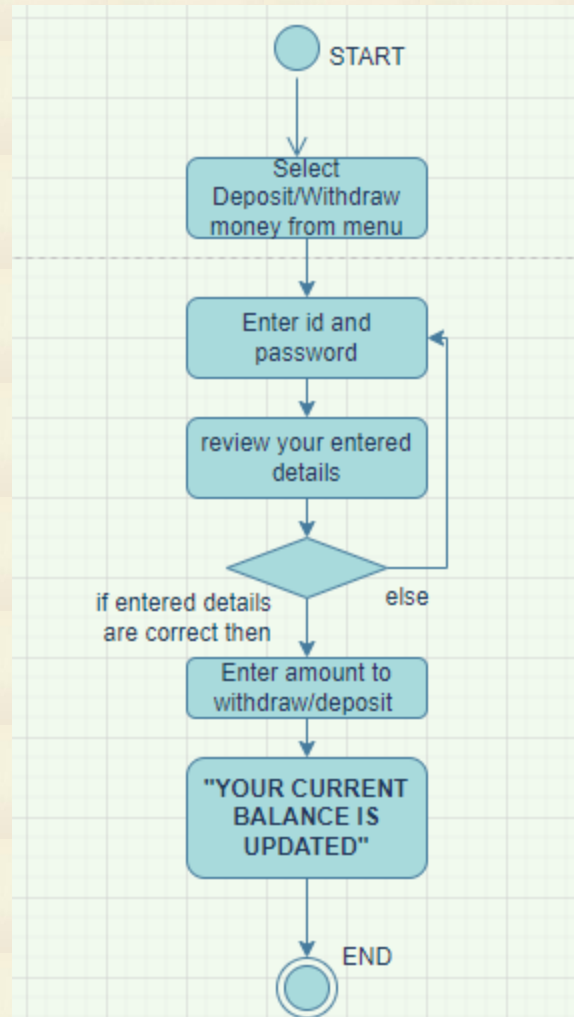 START
Select
Deposit/Withdraw
money from menu
Enter id and
password
review your entered
details
if entered details
are correct then
else
Enter amount to
withdraw/deposit
"YOUR CURRENT
BALANCE IS
UPDATED"
END